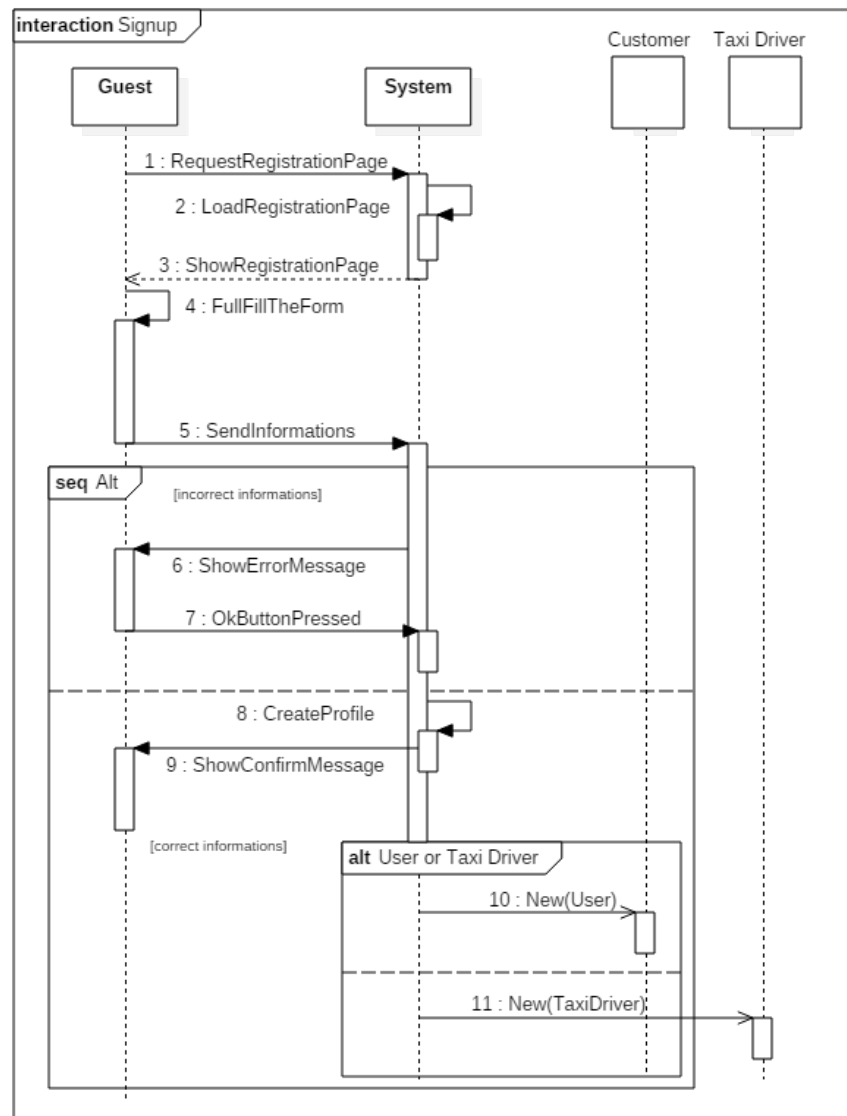 interaction Signup
Customer
Taxi Driver
Guest
System
1 : RequestRegistrationPage
2 : LoadRegistrationPage
3 : ShowRegistrationPage
4 : FullFillTheForm
5 : SendInformations
seq Alt
[incorrect informations]
6 : ShowErrorMessage
7 : OkButtonPressed
8 : CreateProfile
9 : ShowConfirmMessage
[correct informations]
alt User or Taxi Driver
10 : New(User)
11 : New(TaxiDriver)